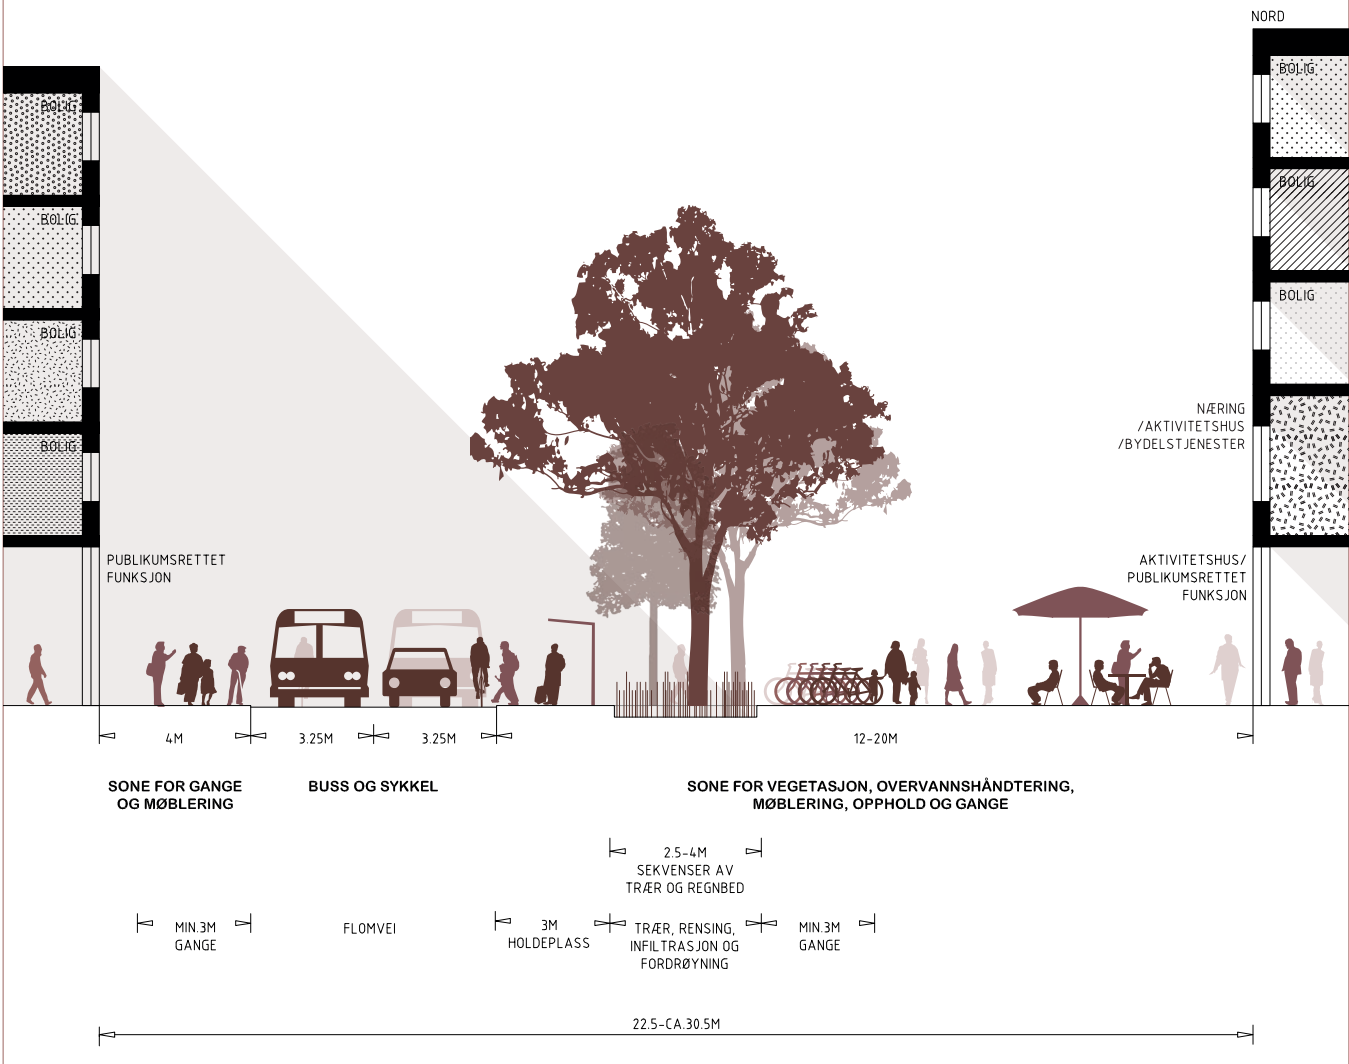 NORD
BOLIG
BOLIG
BOLIG
BOLIG
BOLIG
BOLIG
BOLIG
NÆRING
/AKTIVITETSHUS
/BYDELSTJENESTER
PUBLIKUMSRETTET
FUNKSJON
AKTIVITETSHUS/
PUBLIKUMSRETTET
FUNKSJON
4M
3.25M
3.25M
12-20M
SONE FOR GANGE
OG MØBLERING
BUSS OG SYKKEL
SONE FOR VEGETASJON, OVERVANNSHÅNDTERING,
MØBLERING, OPPHOLD OG GANGE
2.5-4M
SEKVENSER AV
TRÆR OG REGNBED
MIN.3M
GANGE
FLOMVEI
3M
HOLDEPLASS
TRÆR, RENSING,
INFILTRASJON OG
FORDRØYNING
MIN.3M
GANGE
22.5-CA.30.5M